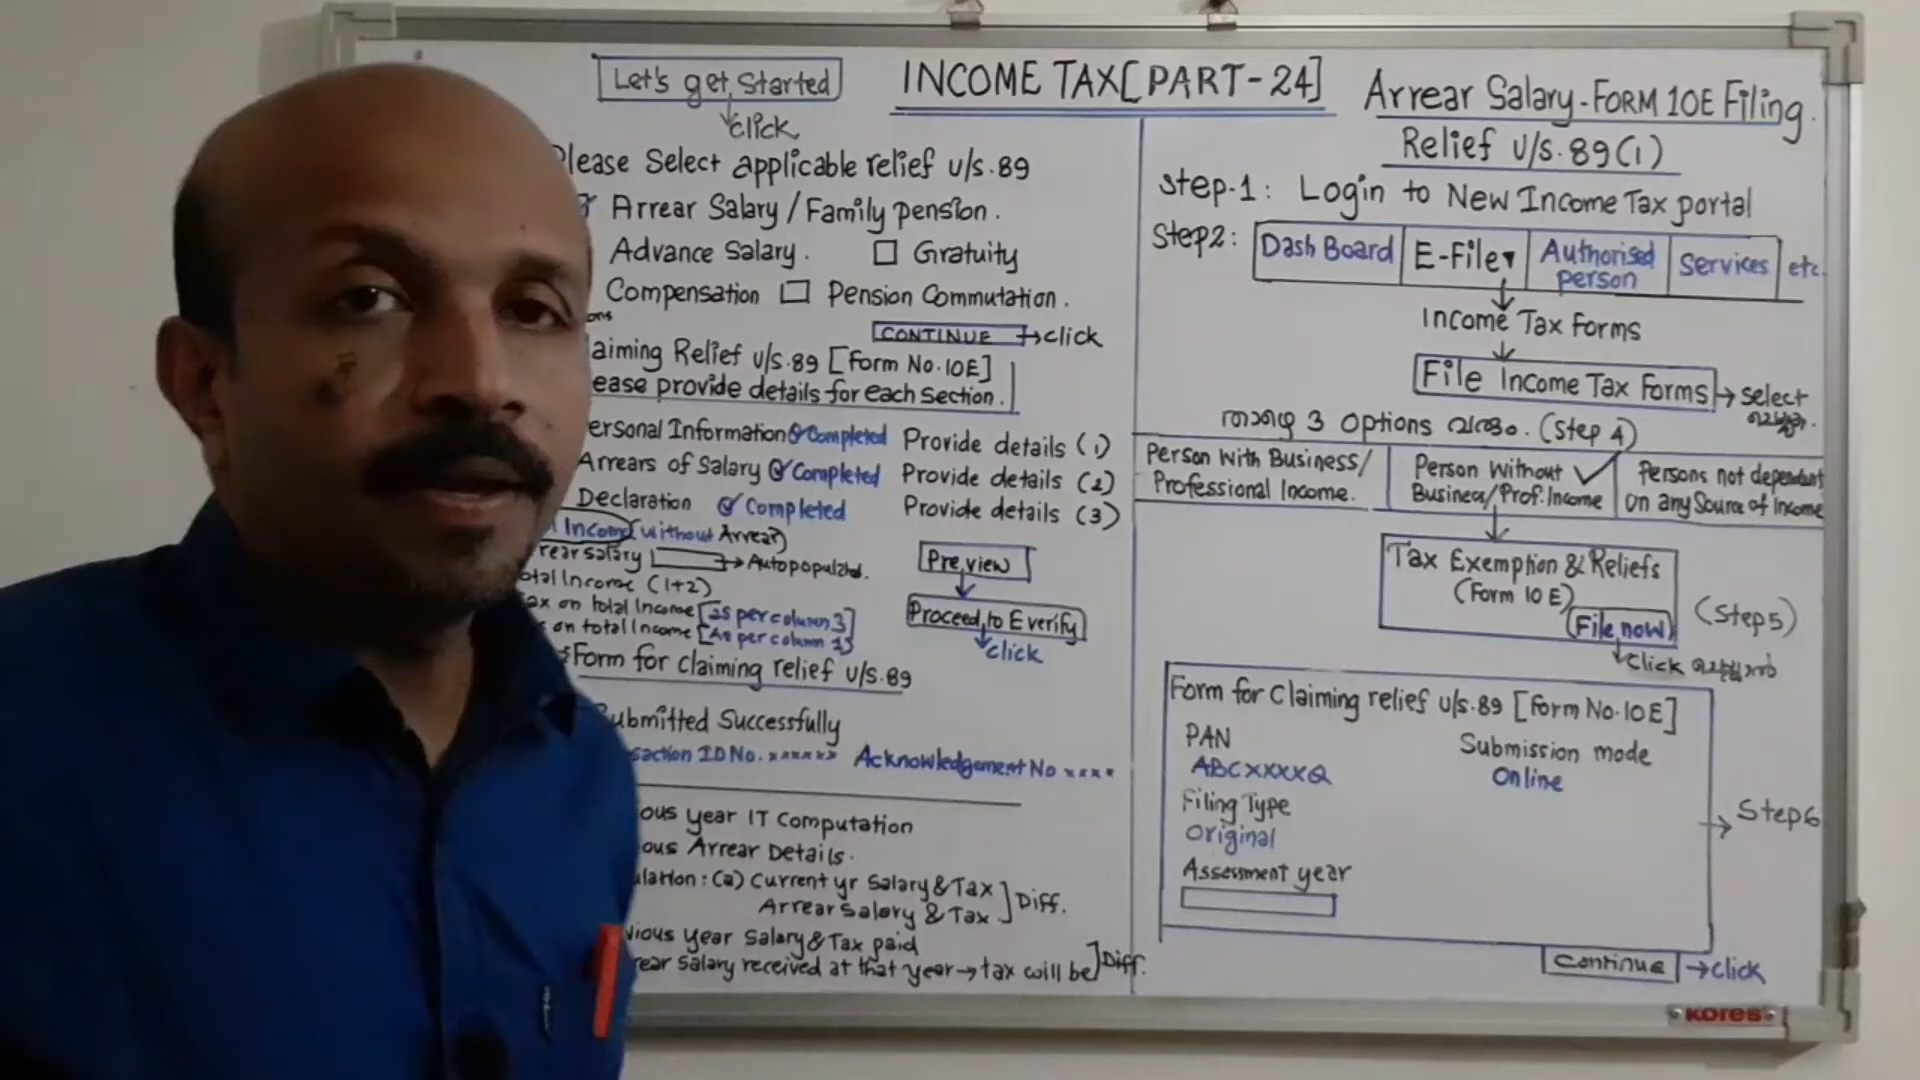 Let's get Started
click
INCOME TAX [PART-24]
Arrear Salary - FORM 10E Filing
Relief u/s. 89(1)
Please Select applicable relief u/s. 89
Arrear Salary / Family pension.
Advance Salary. Gratuity
Compensation Pension Commutation.
CONTINUE → click
Relief u/s. 89 [Form No. 10E]
provide details for each Section.
Personal Information Completed Provide details (1)
Arrears of Salary Completed Provide details (2)
Declaration Completed Provide details (3)
Income (without Arrear)
salary → Autopopulated.
Total Income (1+2)
Tax on total Income [as per column 3]
on total Income [As per column 1]
Preview
Proceed to E verify
click
Form for claiming relief u/s. 89
Submitted Successfully
ID No. xxxxxx Acknowledgement No xxxx
year IT Computation
Arrear Details.
(a) Current yr Salary & Tax
Arrear Salary & Tax
Diff.
year Salary & Tax paid
salary received at that year → tax will be
Diff.
Step-1: Login to New Income Tax portal
Step2: Dash Board E-File▾ Authorised person Services etc.
Income Tax Forms
File Income Tax Forms → select
3 Options (Step 4)
Person With Business/ Professional Income.
Person Without Business/Prof. Income
Persons not dependant on any Source of Income
Tax Exemption & Reliefs
(Form 10 E)
File now
(Step5)
click
Form for Claiming relief u/s. 89 [Form No. 10E]
PAN
ABCXXXXQ
Submission mode
Online
Filing Type
Original
Assessment year
→ Step6
Continue → click
KORES